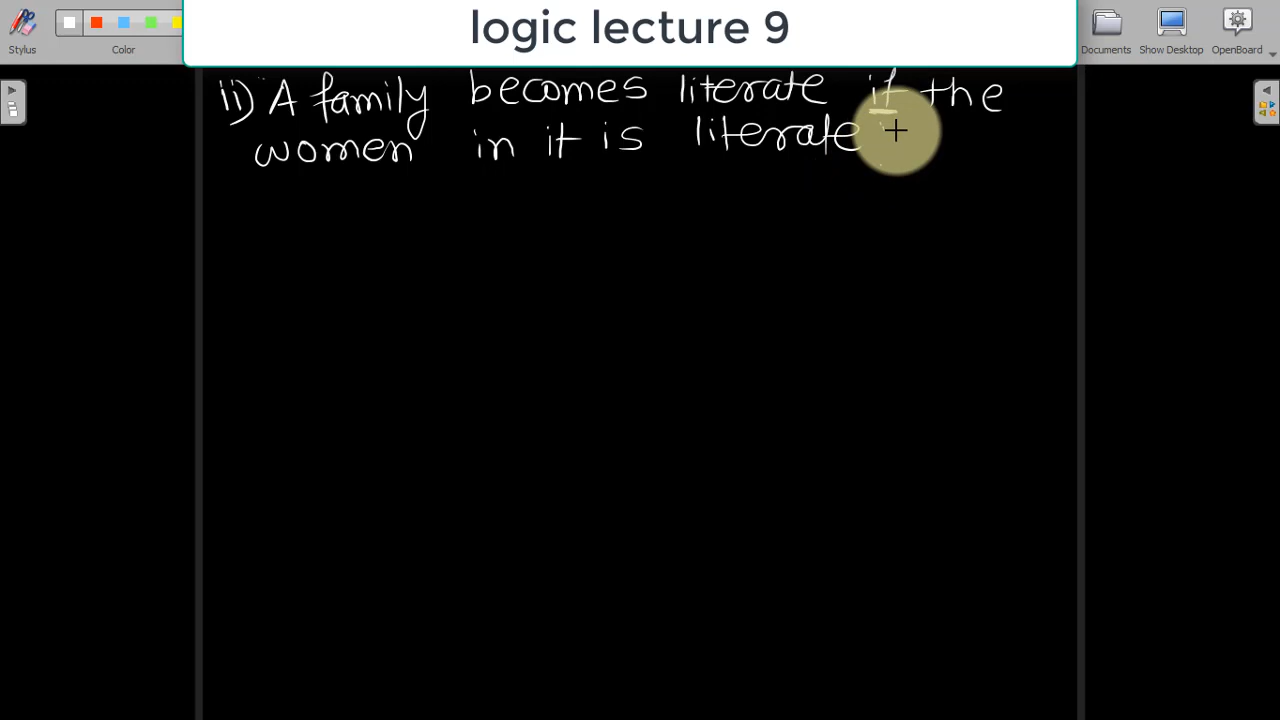 logic lecture 9
Stylus
Color
Documents
Show Desktop
OpenBoard
ii) A family becomes literate if the
women in it is literate.